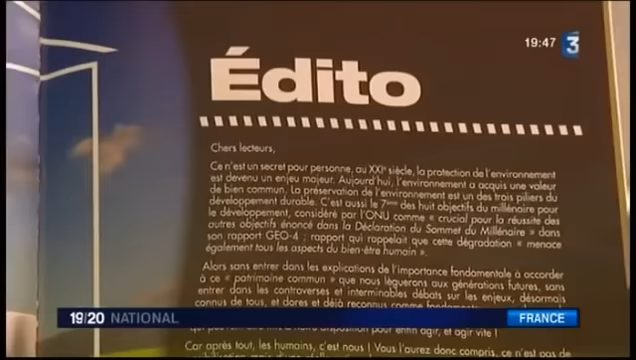 19:47 3
Édito
Chers lecteurs,
Ce n'est un secret pour personne, au XXIe siècle, la protection de l'environnement
est devenu un enjeu majeur. Aujourd'hui, l'environnement a acquis une valeur
de bien commun. La préservation de l'environnement est un des trois piliers du
développement durable. C'est aussi le 7ème des huit objectifs du millénaire pour
le développement, considéré par l'ONU comme « crucial pour la réussite des
autres objectifs énoncé dans la Déclaration du Sommet du Millénaire » dans
son rapport GEO-4 ; rapport qui rappelait que cette dégradation « menace
également tous les aspects du bien-être humain ».
Alors sans entrer dans les explications de l'importance fondamentale à accorder
à ce « patrimoine commun » que nous lèguerons aux générations futures, sans
entrer dans les controverses et interminables débats sur les enjeux, désormais
connus de tous, et dores et déjà reconnus comme
19/20 NATIONAL FRANCE
disposition pour enfin agir, et agir vite !
Car après tout, les humains, c'est nous ! Vous l'aurez donc compris, ce n'est pas de